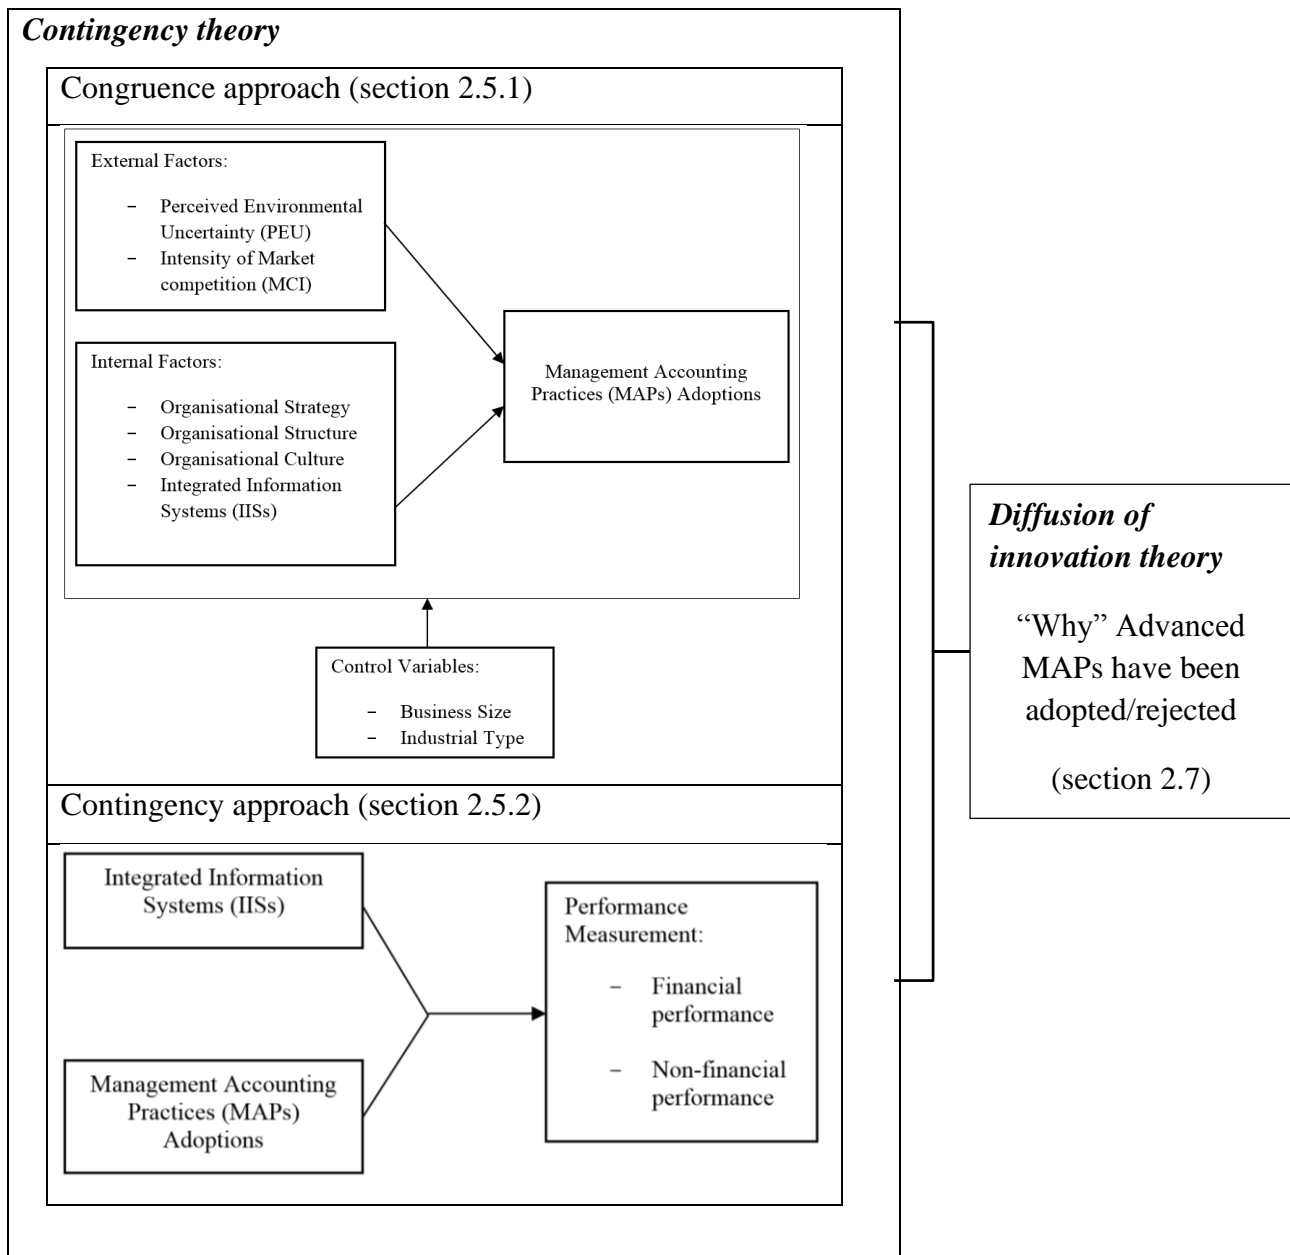 Contingency theory
Congruence approach (section 2.5.1)
External Factors:
− Perceived Environmental
Uncertainty (PEU)
− Intensity of Market
competition (MCI)
Internal Factors:
− Organisational Strategy
− Organisational Structure
− Organisational Culture
− Integrated Information
Systems (IISs)
Management Accounting
Practices (MAPs) Adoptions
Control Variables:
− Business Size
− Industrial Type
Contingency approach (section 2.5.2)
Integrated Information
Systems (IISs)
Management Accounting
Practices (MAPs)
Adoptions
Performance
Measurement:
− Financial
performance
− Non-financial
performance
Diffusion of
innovation theory
“Why” Advanced
MAPs have been
adopted/rejected
(section 2.7)